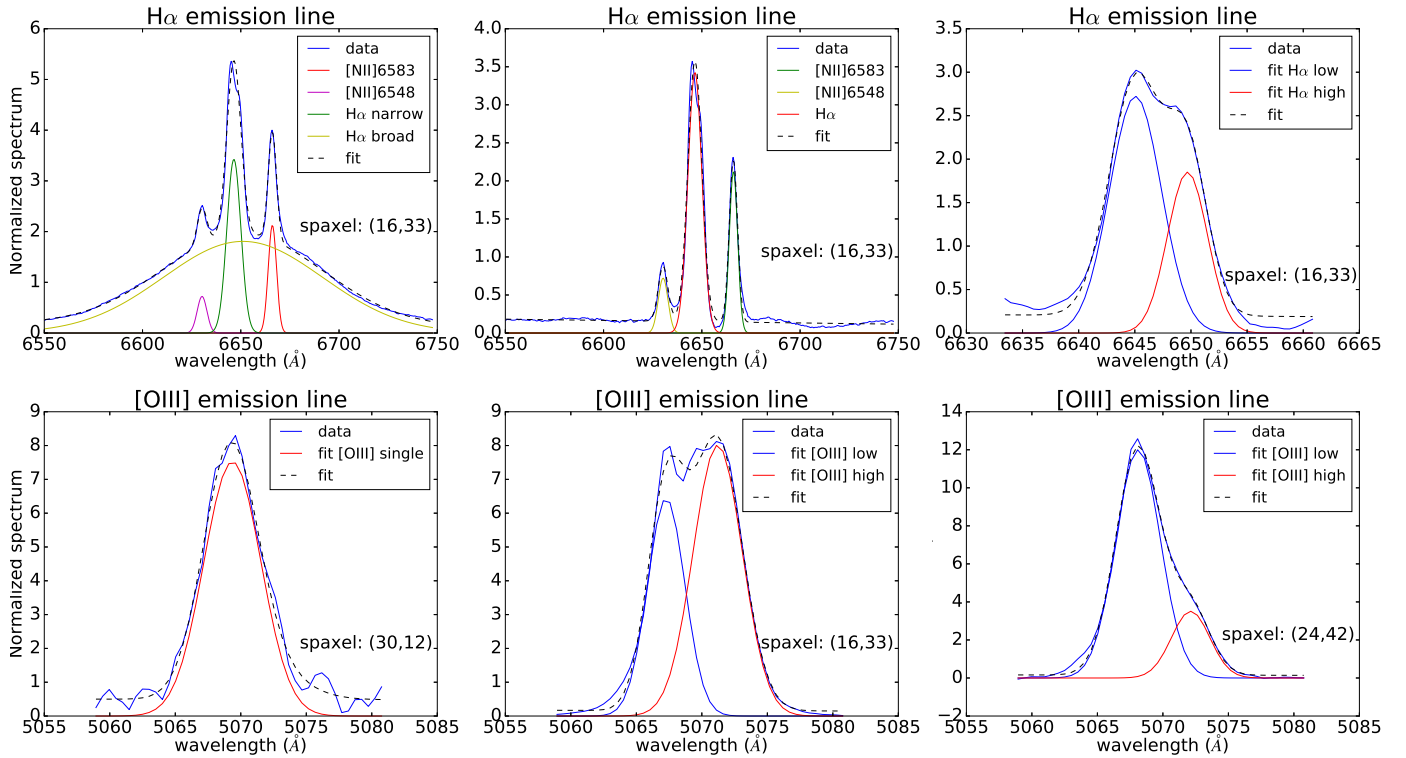 Hα emission line
Normalized spectrum
6
5
4
3
2
1
0
data
[NII]6583
[NII]6548
Hα narrow
Hα broad
fit
spaxel: (16,33)
6550 6600 6650 6700 6750
wavelength (Å)
Hα emission line
4.0
3.5
3.0
2.5
2.0
1.5
1.0
0.5
0.0
data
[NII]6583
[NII]6548
Hα
fit
spaxel: (16,33)
6550 6600 6650 6700 6750
wavelength (Å)
Hα emission line
3.5
3.0
2.5
2.0
1.5
1.0
0.5
0.0
data
fit Hα low
fit Hα high
fit
spaxel: (16,33)
6630 6635 6640 6645 6650 6655 6660 6665
wavelength (Å)
[OIII] emission line
Normalized spectrum
9
8
7
6
5
4
3
2
1
0
data
fit [OIII] single
fit
spaxel: (30,12)
5055 5060 5065 5070 5075 5080 5085
wavelength (Å)
[OIII] emission line
9
8
7
6
5
4
3
2
1
0
data
fit [OIII] low
fit [OIII] high
fit
spaxel: (16,33)
5055 5060 5065 5070 5075 5080 5085
wavelength (Å)
[OIII] emission line
14
12
10
8
6
4
2
0
−2
data
fit [OIII] low
fit [OIII] high
fit
spaxel: (24,42)
5055 5060 5065 5070 5075 5080 5085
wavelength (Å)